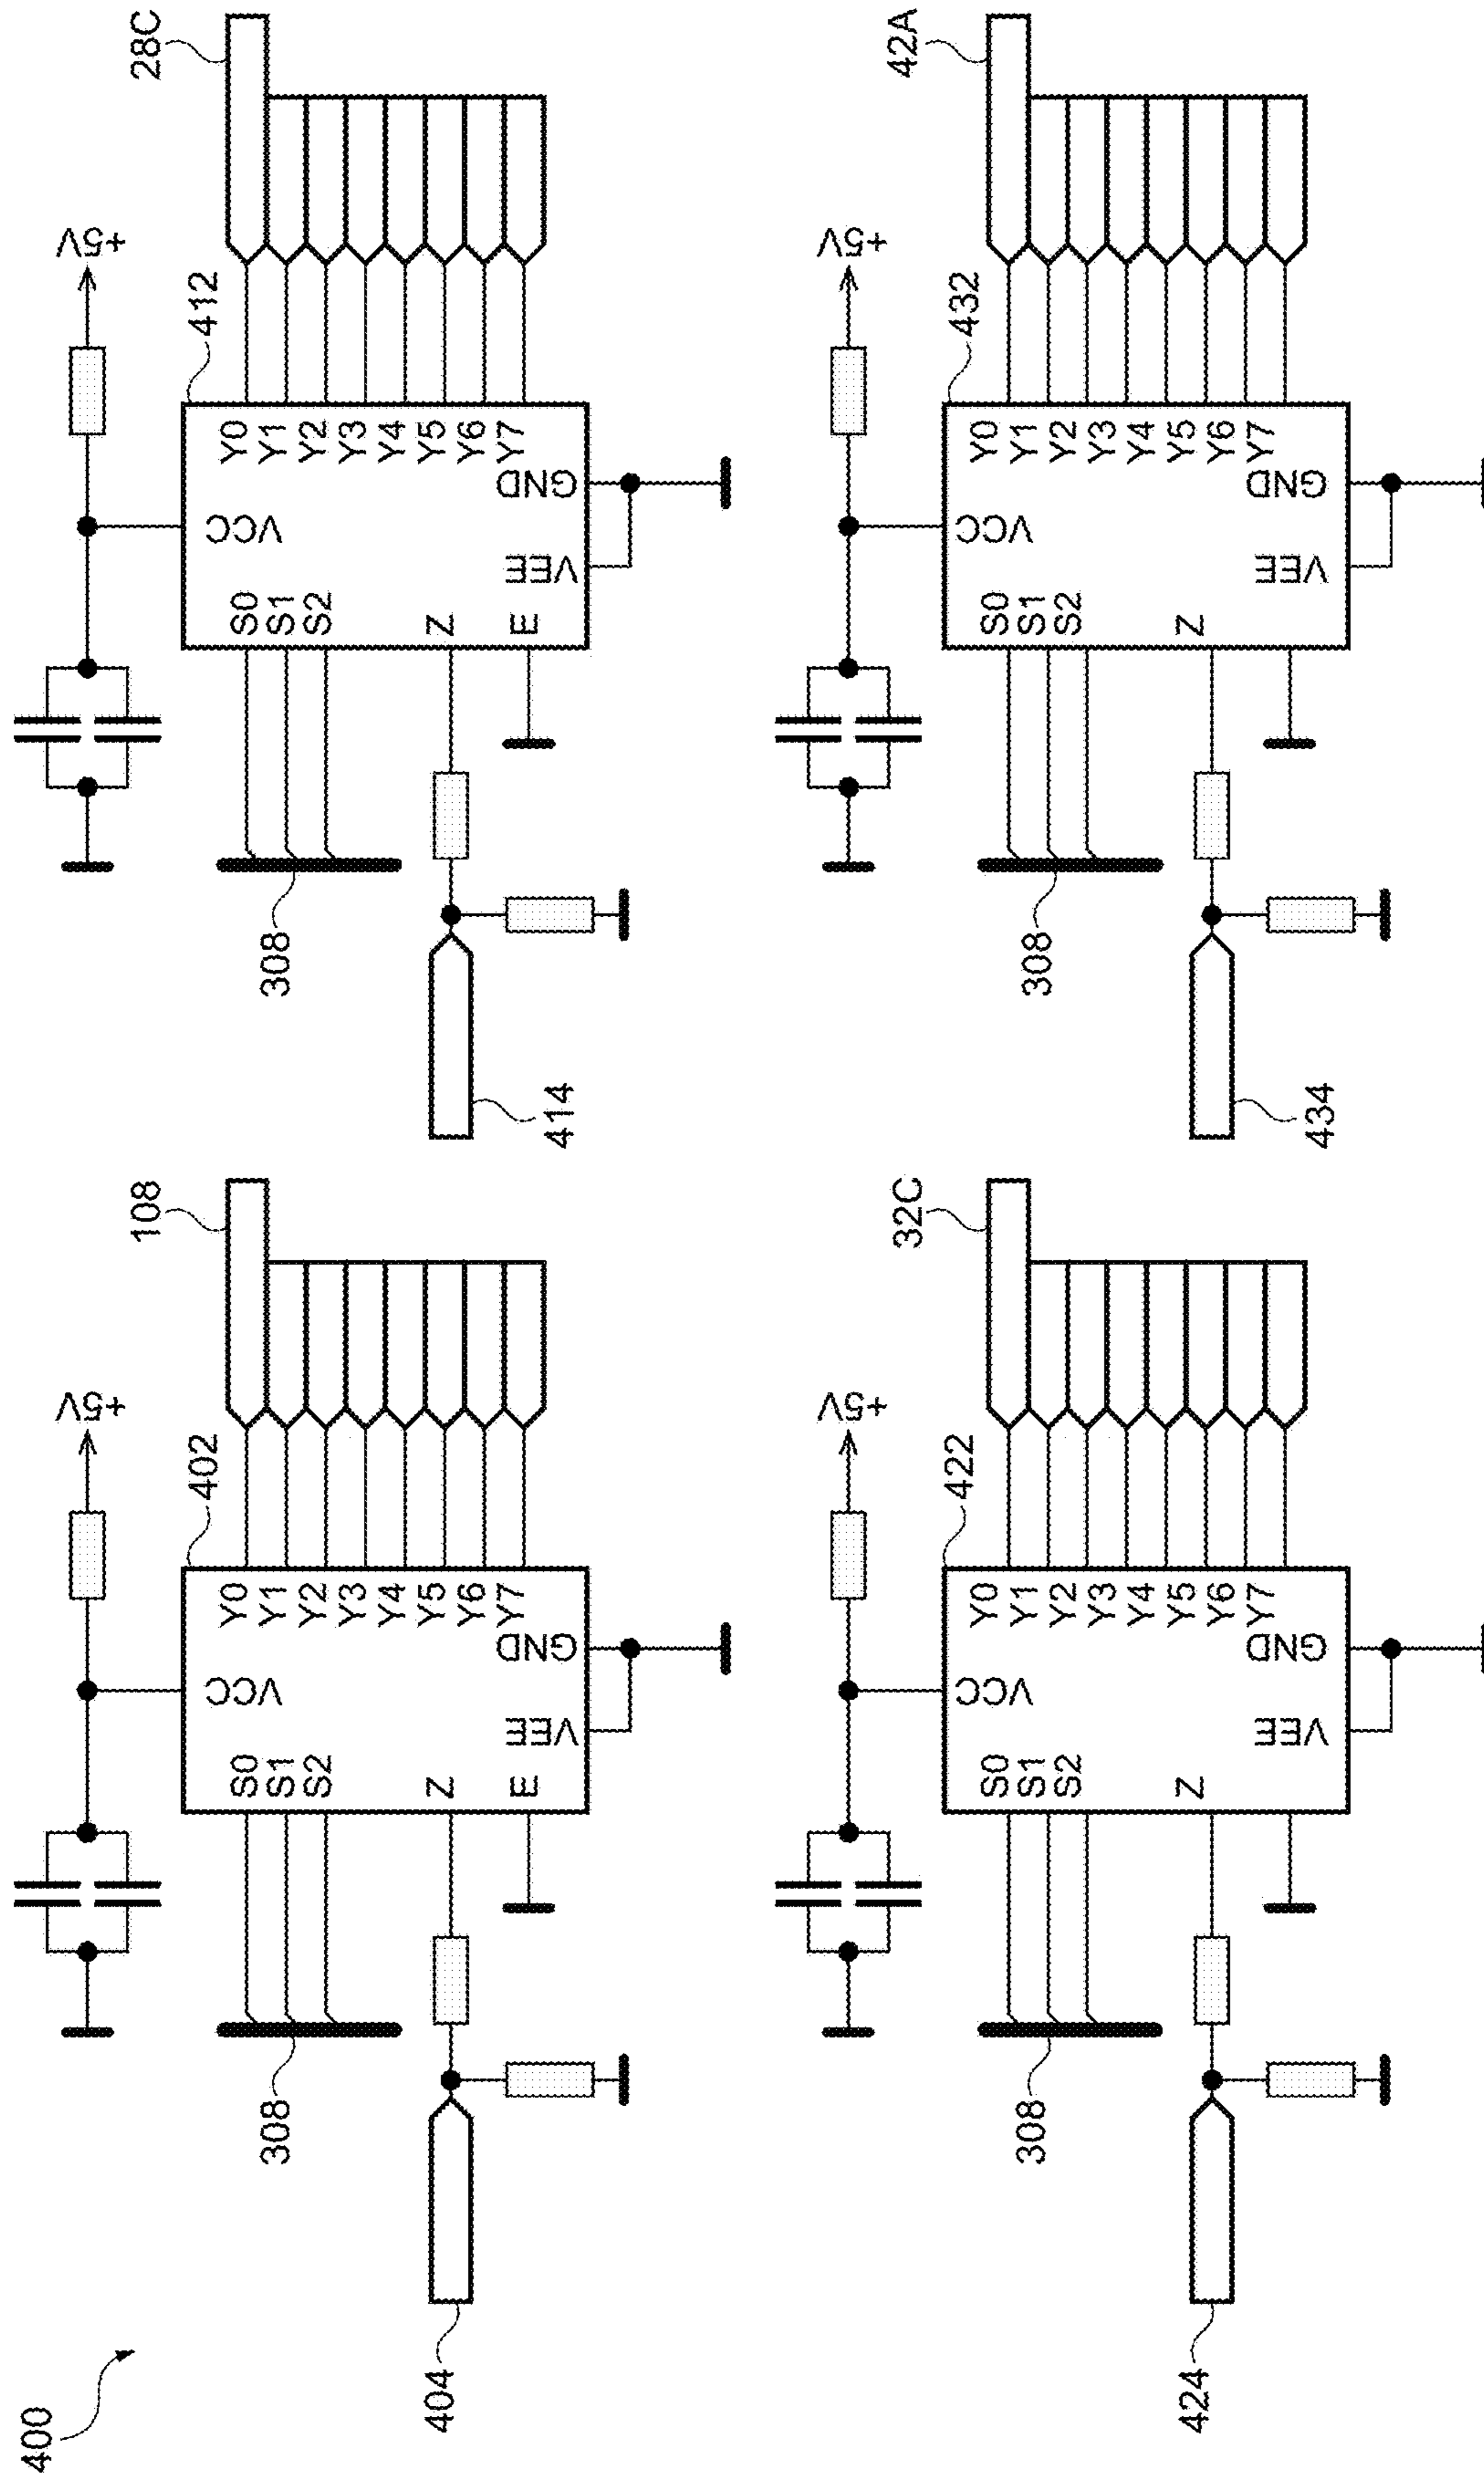 400
+5V
402
108
VCC
S0
S1
S2
Z
E
Y0
Y1
Y2
Y3
Y4
Y5
Y6
Y7
VEE
GND
308
404
+5V
412
28C
VCC
S0
S1
S2
Z
E
Y0
Y1
Y2
Y3
Y4
Y5
Y6
Y7
VEE
GND
308
414
+5V
422
32C
VCC
S0
S1
S2
Z
Y0
Y1
Y2
Y3
Y4
Y5
Y6
Y7
VEE
GND
308
424
+5V
432
42A
VCC
S0
S1
S2
Z
Y0
Y1
Y2
Y3
Y4
Y5
Y6
Y7
VEE
GND
308
434